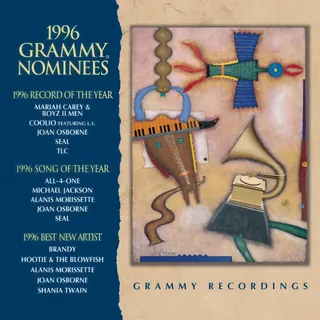 1996
GRAMMY®
NOMINEES
1996 RECORD OF THE YEAR
MARIAH CAREY &
BOYZ II MEN
COOLIO FEATURING L.V.
JOAN OSBORNE
SEAL
TLC
1996 SONG OF THE YEAR
ALL-4-ONE
MICHAEL JACKSON
ALANIS MORISSETTE
JOAN OSBORNE
SEAL
1996 BEST NEW ARTIST
BRANDY
HOOTIE & THE BLOWFISH
ALANIS MORISSETTE
JOAN OSBORNE
SHANIA TWAIN
GRAMMY RECORDINGS